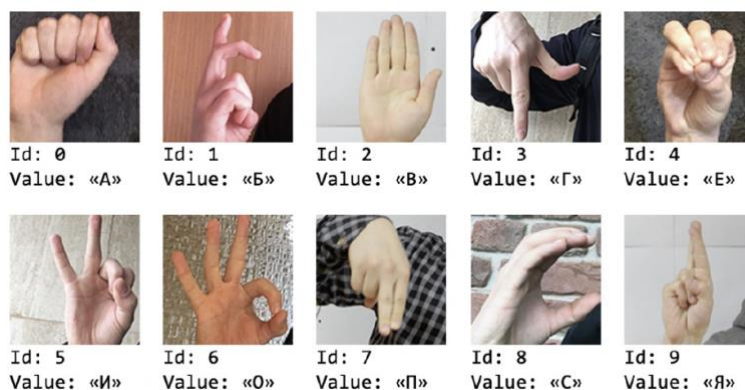 Id: 0 Id: 1 Id: 2 Id: 3 Id: 4
Value: «А» Value: «Б» Value: «В» Value: «Г» Value: «Е»
Id: 5 Id: 6 Id: 7 Id: 8 Id: 9
Value: «И» Value: «О» Value: «П» Value: «С» Value: «Я»